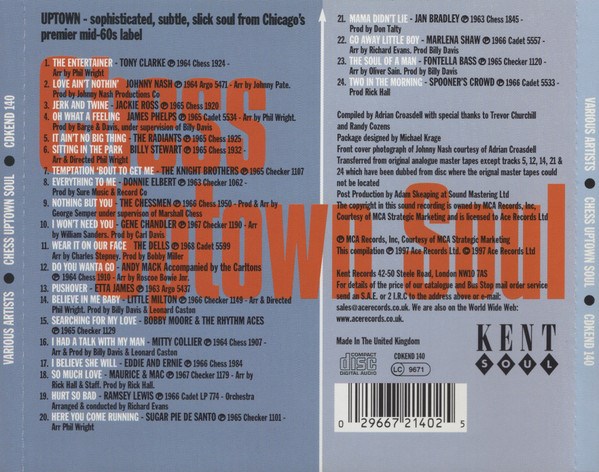 UPTOWN - sophisticated, subtle, slick soul from Chicago's
premier mid-60s label
1. THE ENTERTAINER - TONY CLARKE ℗ 1964 Chess 1924 -
Arr by Phil Wright
2. LOVE AIN'T NOTHIN' JOHNNY NASH ℗ 1964 Argo 5471 - Arr by Johnny Pate.
Prod by Johnny Nash Productions Co
3. JERK AND TWINE - JACKIE ROSS ℗ 1965 Chess 1920
4. OH WHAT A FEELING JAMES PHELPS ℗ 1965 Cadet 5534 - Arr by Phil Wright.
Prod by Barge & Davis, under supervision of Billy Davis
5. IT AIN'T NO BIG THING - THE RADIANTS ℗ 1965 Chess 1925
6. SITTING IN THE PARK - BILLY STEWART ℗ 1965 Chess 1932 -
Arr & Directed Phil Wright
7. TEMPTATION 'BOUT TO GET ME - THE KNIGHT BROTHERS ℗ 1965 Checker 1107
8. EVERYTHING TO ME - DONNIE ELBERT ℗ 1963 Checker 1062 -
Prod by Sure Music & Record Co
9. NOTHING BUT YOU - THE CHESSMEN ℗ 1966 Chess 1950 - Prod & Arr by
George Semper under supervision of Marshall Chess
10. I WON'T NEED YOU - GENE CHANDLER ℗ 1967 Checker 1190 - Arr
by William Sanders. Prod by Carl Davis
11. WEAR IT ON OUR FACE - THE DELLS ℗ 1968 Cadet 5599
Arr by Charles Stepney. Prod by Bobby Miller
12. DO YOU WANTA GO - ANDY MACK Accompanied by the Carltons
℗ 1964 Chess 1910 - Arr by Roscoe Bowie Jnr.
13. PUSHOVER - ETTA JAMES ℗ 1963 Argo 5437
14. BELIEVE IN ME BABY - LITTLE MILTON ℗ 1966 Checker 1149 - Arr & Directed
Phil Wright. Prod by Billy Davis & Leonard Caston
15. SEARCHING FOR MY LOVE - BOBBY MOORE & THE RHYTHM ACES
℗ 1965 Checker 1129
16. I HAD A TALK WITH MY MAN - MITTY COLLIER ℗ 1964 Chess 1907 -
Arr & Prod by Billy Davis & Leonard Caston
17. I BELIEVE SHE WILL - EDDIE AND ERNIE ℗ 1966 Chess 1984
18. SO MUCH LOVE - MAURICE & MAC ℗ 1967 Checker 1179 - Arr by
Rick Hall & Staff. Prod by Rick Hall.
19. HURT SO BAD - RAMSEY LEWIS ℗ 1966 Cadet LP 774 - Orchestra
Arranged & conducted by Richard Evans
20. HERE YOU COME RUNNING - SUGAR PIE DE SANTO ℗ 1965 Checker 1101 -
Arr Phil Wright
21. MAMA DIDN'T LIE - JAN BRADLEY ℗ 1963 Chess 1845 -
Prod by Don Talty
22. GO AWAY LITTLE BOY - MARLENA SHAW ℗ 1966 Cadet 5557 -
Arr by Richard Evans. Prod Billy Davis
23. THE SOUL OF A MAN - FONTELLA BASS ℗ 1965 Checker 1120 -
Arr by Oliver Sain. Prod by Billy Davis
24. TWO IN THE MORNING - SPOONER'S CROWD ℗ 1966 Cadet 5533 -
Prod Rick Hall
Compiled by Adrian Croasdell with special thanks to Trevor Churchill
and Randy Cozens
Package designed by Michael Krage
Front cover photograph of Johnny Nash courtesy of Adrian Croasdell
Transferred from original analogue master tapes except tracks 5, 12, 14, 21 &
24 which have been dubbed from disc where the orignal master tapes could
not be located
Post Production by Adam Skeaping at Sound Mastering Ltd
The copyright in this sound recording is owned by MCA Records, Inc,
Courtesy of MCA Strategic Marketing and is licensed to Ace Records Ltd
℗ MCA Records, Inc, Courtesy of MCA Strategic Marketing
This compilation ℗ 1997 Ace Records Ltd. © 1997 Ace Records Ltd
Kent Records 42-50 Steele Road, London NW10 7AS
For details of the price of our catalogue and Bus Stop mail order service
send an S.A.E. or 2 I.R.C to the address above or e-mail:
sales@acerecords.co.uk. We are also on the World Wide Web:
www.acerecords.co.uk
Made In The United Kingdom
COMPACT
disc
DIGITAL AUDIO
LC 9671
CDKEND 140
KENT
SOUL
0 29667 21402 5
Cross
town Soul
VARIOUS ARTISTS ● CHESS UPTOWN SOUL ● CDKEND 140
VARIOUS ARTISTS ● CHESS UPTOWN SOUL ● CDKEND 140